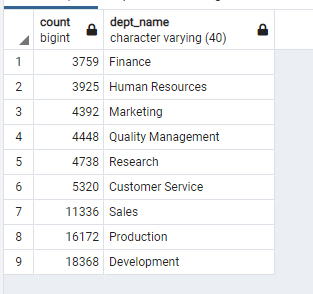 count dept_name
bigint character varying (40)
1 3759 Finance
2 3925 Human Resources
3 4392 Marketing
4 4448 Quality Management
5 4738 Research
6 5320 Customer Service
7 11336 Sales
8 16172 Production
9 18368 Development